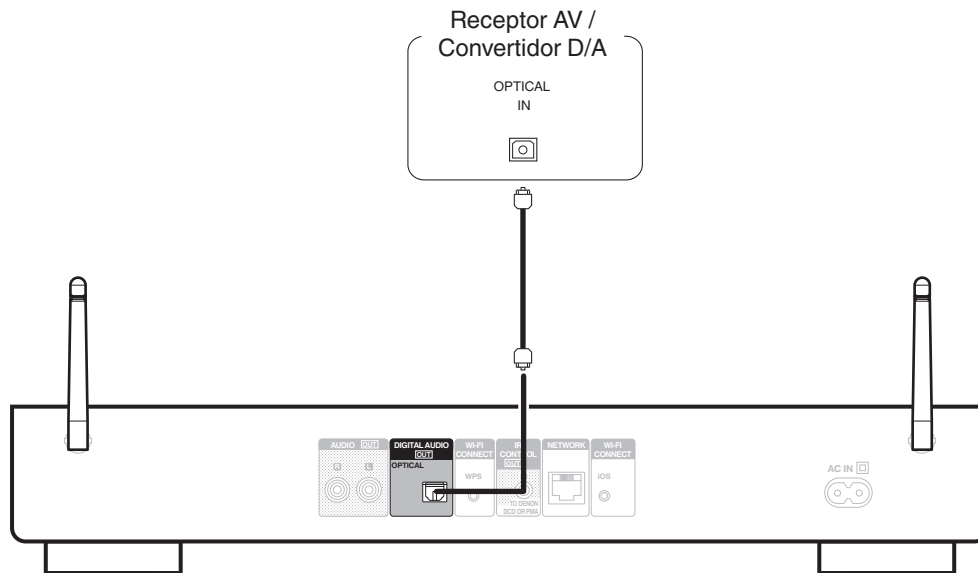 Receptor AV /
Convertidor D/A
OPTICAL
IN
AUDIO OUT
R L
DIGITAL AUDIO
OUT
OPTICAL
WI-FI
CONNECT
WPS
IR
CONTROL
OUT
TO DENON
DCD OR PMA
NETWORK
WI-FI
CONNECT
iOS
AC IN